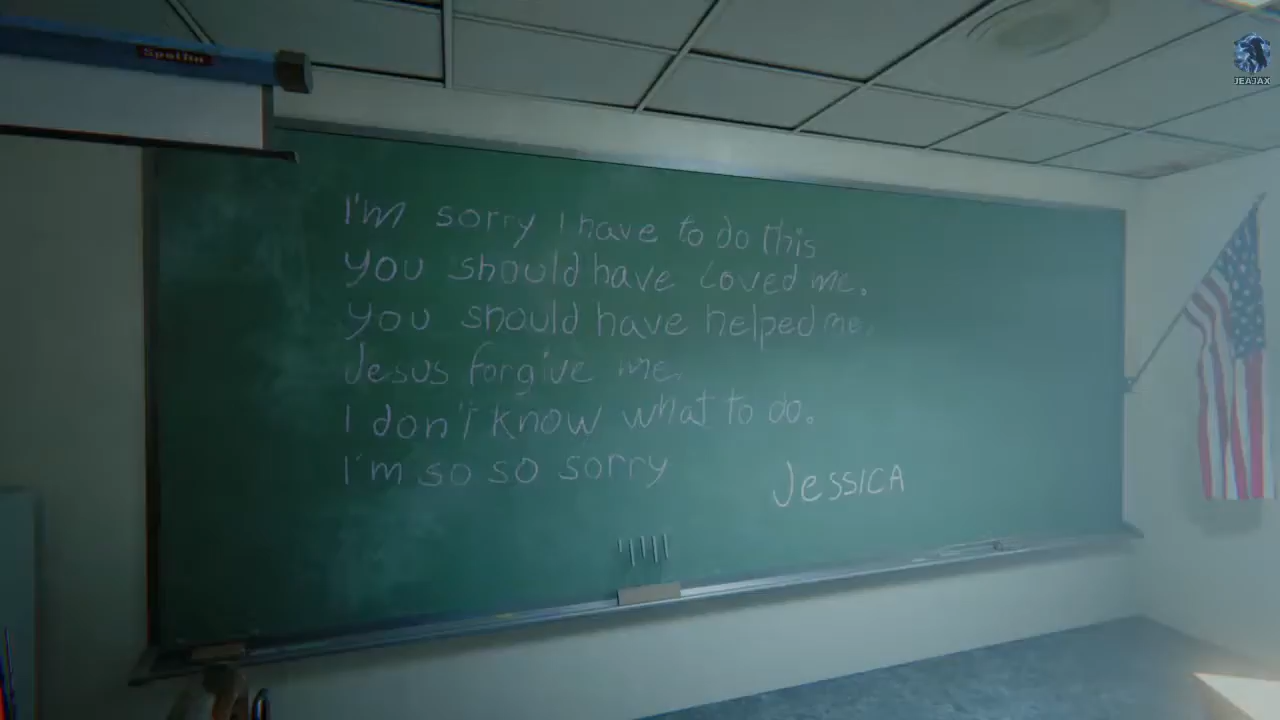 Spetha
JEAJAX
I'm sorry I have to do this
You should have loved me.
You should have helped me.
Jesus forgive me.
I don't know what to do.
I'm so so sorry
JessicA